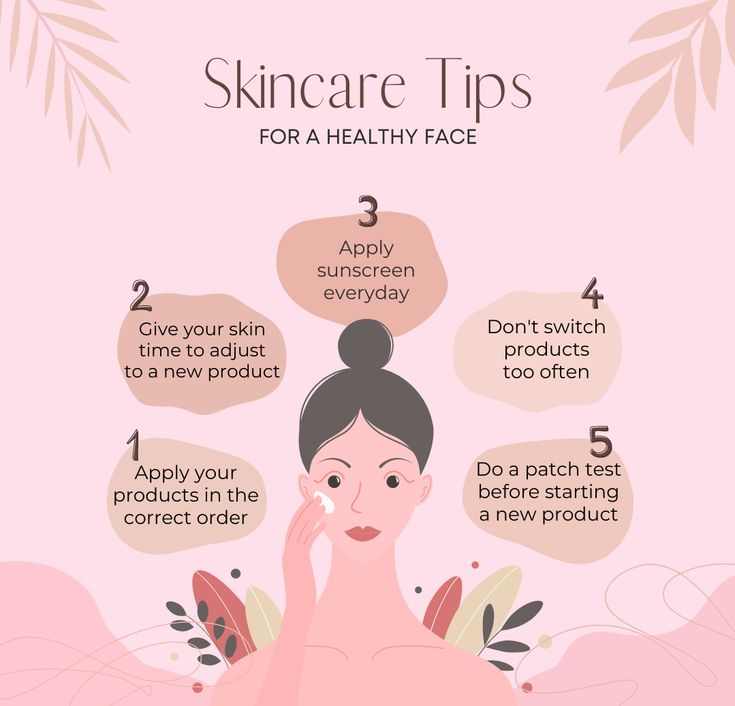 Skincare Tips
FOR A HEALTHY FACE
1
Apply your
products in the
correct order
2
Give your skin
time to adjust
to a new product
3
Apply
sunscreen
everyday
4
Don't switch
products
too often
5
Do a patch test
before starting
a new product